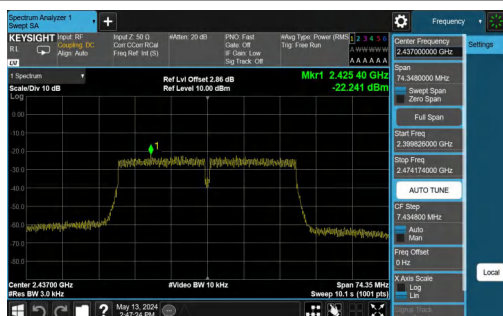 Spectrum Analyzer 1
Swept SA
Frequency
KEYSIGHT
Input: RF
Coupling: DC
Align: Auto
Input Z: 50 Ω
Corr CCorr RCal
Freq Ref: Int (S)
#Atten: 20 dB
PNO: Fast
Gate: Off
IF Gain: Low
Sig Track: Off
#Avg Type: Power (RMS
Trig: Free Run
1 2 3 4 5 6
A W W W W W
A A A A A A
RL
LV
1 Spectrum
Scale/Div 10 dB
Ref Lvl Offset 2.86 dB
Ref Level 10.00 dBm
Mkr1 2.425 40 GHz
-22.241 dBm
Log
0.00
-10.0
-20.0
-30.0
-40.0
-50.0
-60.0
-70.0
-80.0
1
Center 2.43700 GHz
#Res BW 3.0 kHz
#Video BW 10 kHz
Span 74.35 MHz
Sweep 10.1 s (1001 pts)
Center Frequency
2.437000000 GHz
Settings
Span
74.3480000 MHz
Swept Span
Zero Span
Full Span
Start Freq
2.399826000 GHz
Stop Freq
2.474174000 GHz
AUTO TUNE
CF Step
7.434800 MHz
Auto
Man
Freq Offset
0 Hz
X Axis Scale
Log
Lin
Signal Track
Local
May 13, 2024
2:47:24 PM